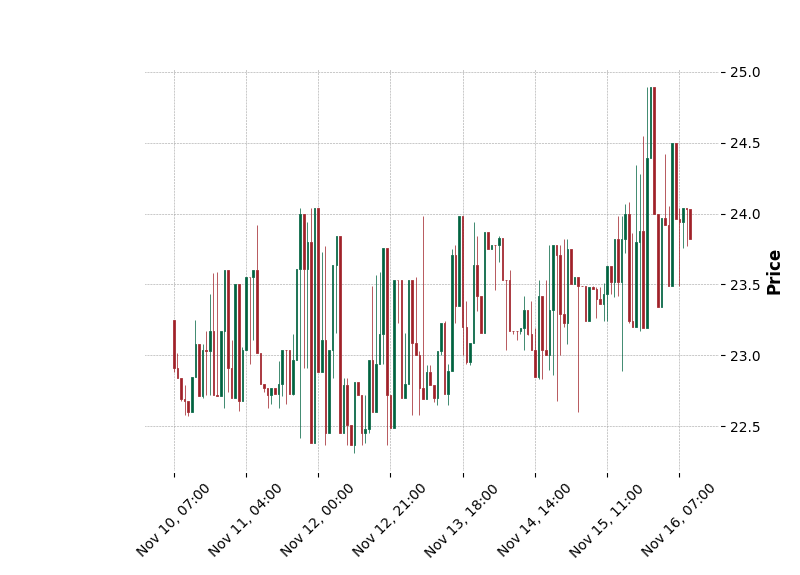 25.0
24.5
24.0
23.5
23.0
22.5
Price
Nov 10, 07:00
Nov 11, 04:00
Nov 12, 00:00
Nov 12, 21:00
Nov 13, 18:00
Nov 14, 14:00
Nov 15, 11:00
Nov 16, 07:00